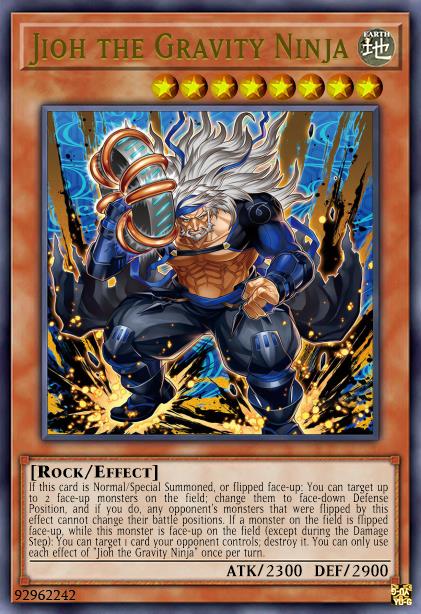 Jioh the Gravity Ninja
EARTH
地
[Rock/Effect]
If this card is Normal/Special Summoned, or flipped face-up: You can target up
to 2 face-up monsters on the field; change them to face-down Defense
Position, and if you do, any opponent's monsters that were flipped by this
effect cannot change their battle positions. If a monster on the field is flipped
face-up, while this monster is face-up on the field (except during the Damage
Step): You can target 1 card your opponent controls; destroy it. You can only use
each effect of "Jioh the Gravity Ninja" once per turn.
ATK/2300 DEF/2900
92962242